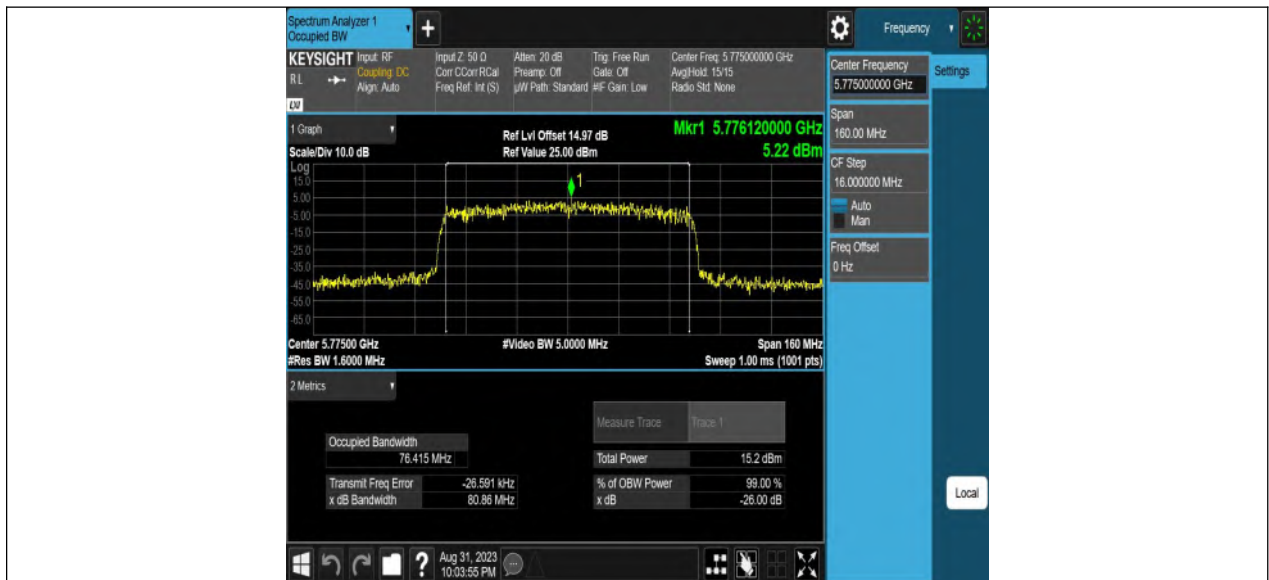 Spectrum Analyzer 1
Occupied BW
+
Frequency
KEYSIGHT Input: RF Input Z: 50 Ω Atten: 20 dB Trig: Free Run Center Freq: 5.775000000 GHz
RL Coupling: DC Corr CCorr RCal Preamp: Off Gate: Off Avg|Hold: 15/15
Align: Auto Freq Ref: Int (S) µW Path: Standard #IF Gain: Low Radio Std: None
LXI
Center Frequency
5.775000000 GHz
Settings
Span
160.00 MHz
CF Step
16.000000 MHz
Auto
Man
Freq Offset
0 Hz
Local
1 Graph
Ref Lvl Offset 14.97 dB
Mkr1 5.776120000 GHz
Scale/Div 10.0 dB
Ref Value 25.00 dBm
5.22 dBm
Log
15.0
5.00
-5.00
-15.0
-25.0
-35.0
-45.0
-55.0
-65.0
1
Center 5.77500 GHz #Video BW 5.0000 MHz Span 160 MHz
#Res BW 1.6000 MHz Sweep 1.00 ms (1001 pts)
2 Metrics
Measure Trace Trace 1
Occupied Bandwidth
76.415 MHz
Total Power 15.2 dBm
Transmit Freq Error -26.591 kHz % of OBW Power 99.00 %
x dB Bandwidth 80.86 MHz x dB -26.00 dB
? Aug 31, 2023
10:03:55 PM